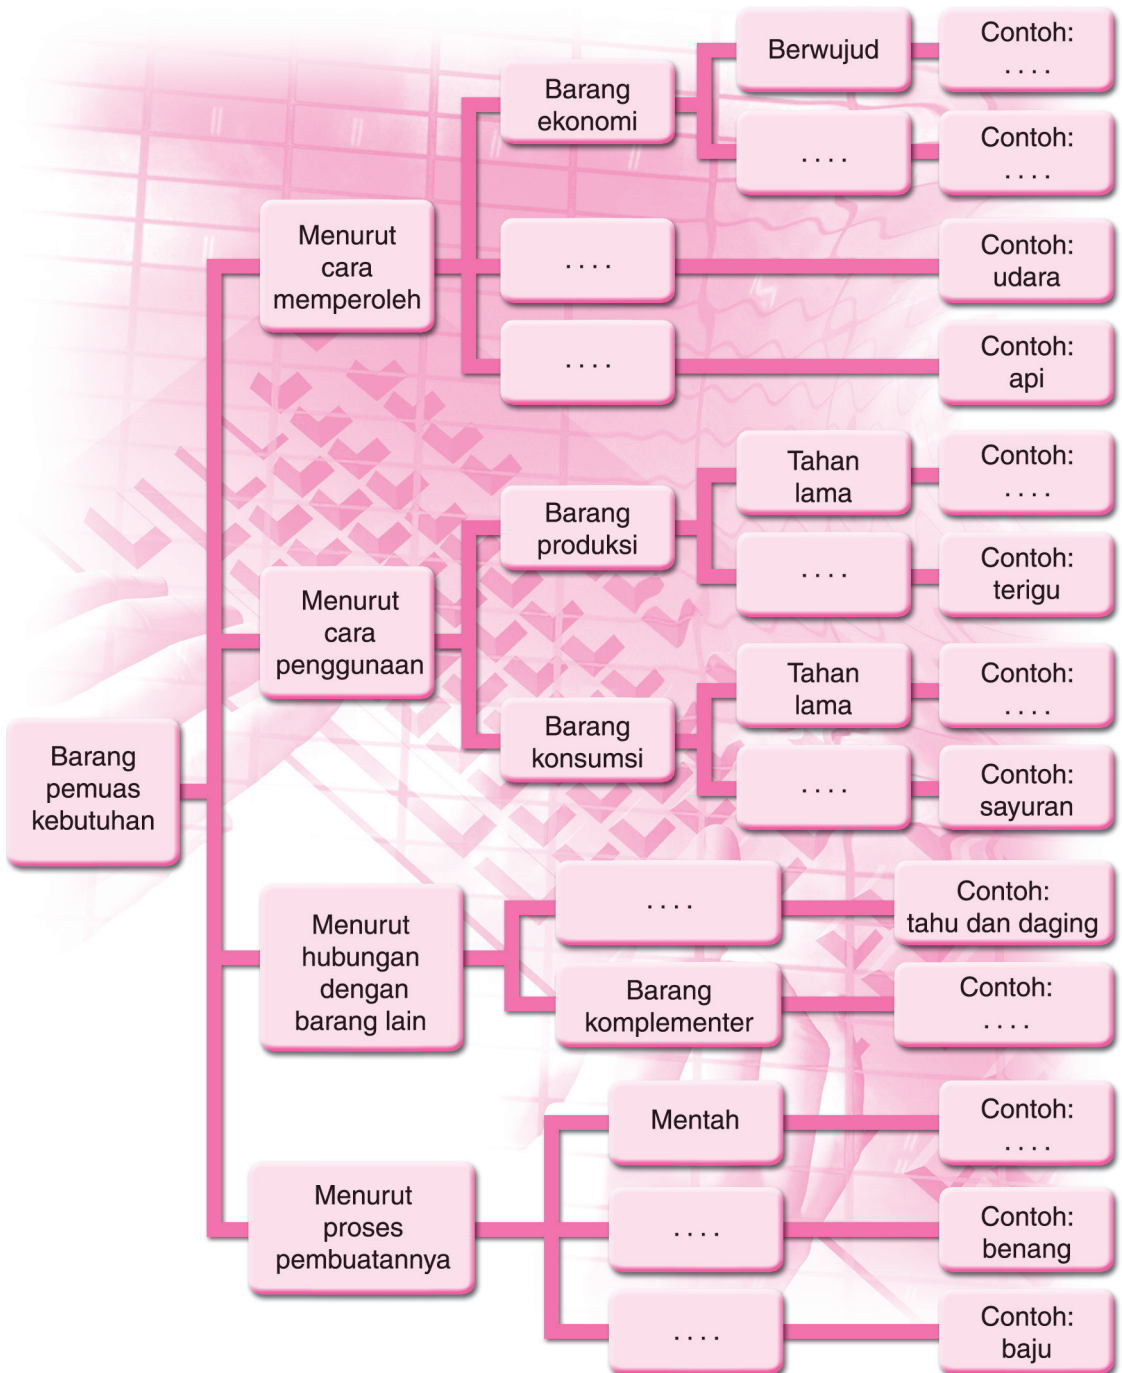 Barang
pemuas
kebutuhan
Menurut
cara
memperoleh
Barang
ekonomi
Berwujud
Contoh:
. . . .
. . . .
Contoh:
. . . .
. . . .
Contoh:
udara
. . . .
Contoh:
api
Menurut
cara
penggunaan
Barang
produksi
Tahan
lama
Contoh:
. . . .
. . . .
Contoh:
terigu
Barang
konsumsi
Tahan
lama
Contoh:
. . . .
. . . .
Contoh:
sayuran
Menurut
hubungan
dengan
barang lain
. . . .
Contoh:
tahu dan daging
Barang
komplementer
Contoh:
. . . .
Menurut
proses
pembuatannya
Mentah
Contoh:
. . . .
. . . .
Contoh:
benang
. . . .
Contoh:
baju